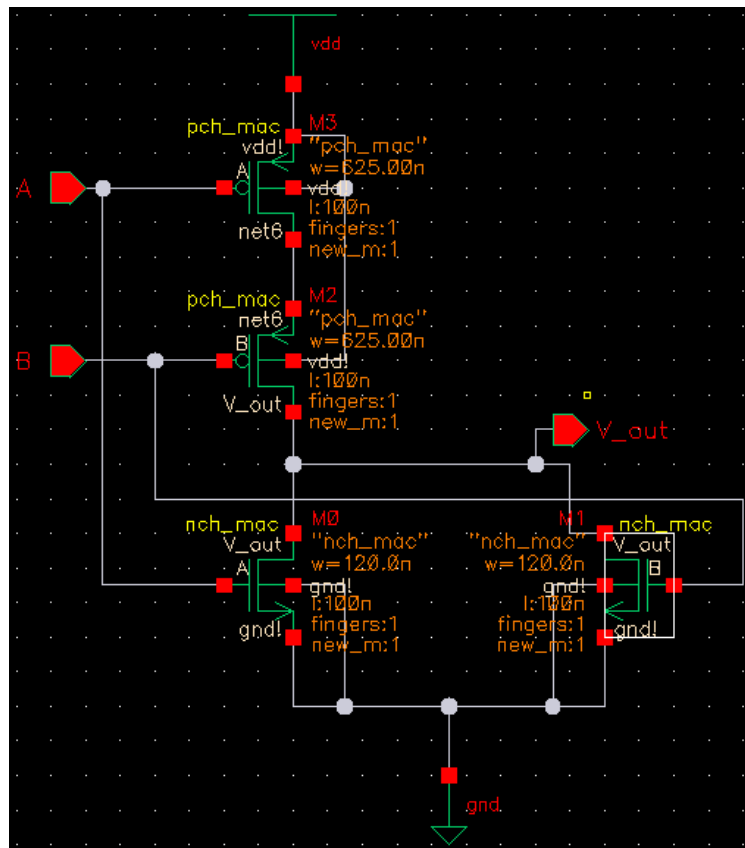 vdd
pch_mac
M3
vdd!
"pch_mac"
w=625.00n
A
A
vdd!
l:100n
net6
fingers:1
new_m:1
pch_mac
M2
net6
"pch_mac"
w=625.00n
B
B
vdd!
l:100n
V_out
fingers:1
new_m:1
V_out
nch_mac
M0
V_out
"nch_mac"
w=120.0n
A
gnd!
l:100n
gnd!
fingers:1
new_m:1
M1
nch_mac
"nch_mac"
V_out
w=120.0n
gnd!
B
l:100n
fingers:1
gnd!
new_m:1
gnd